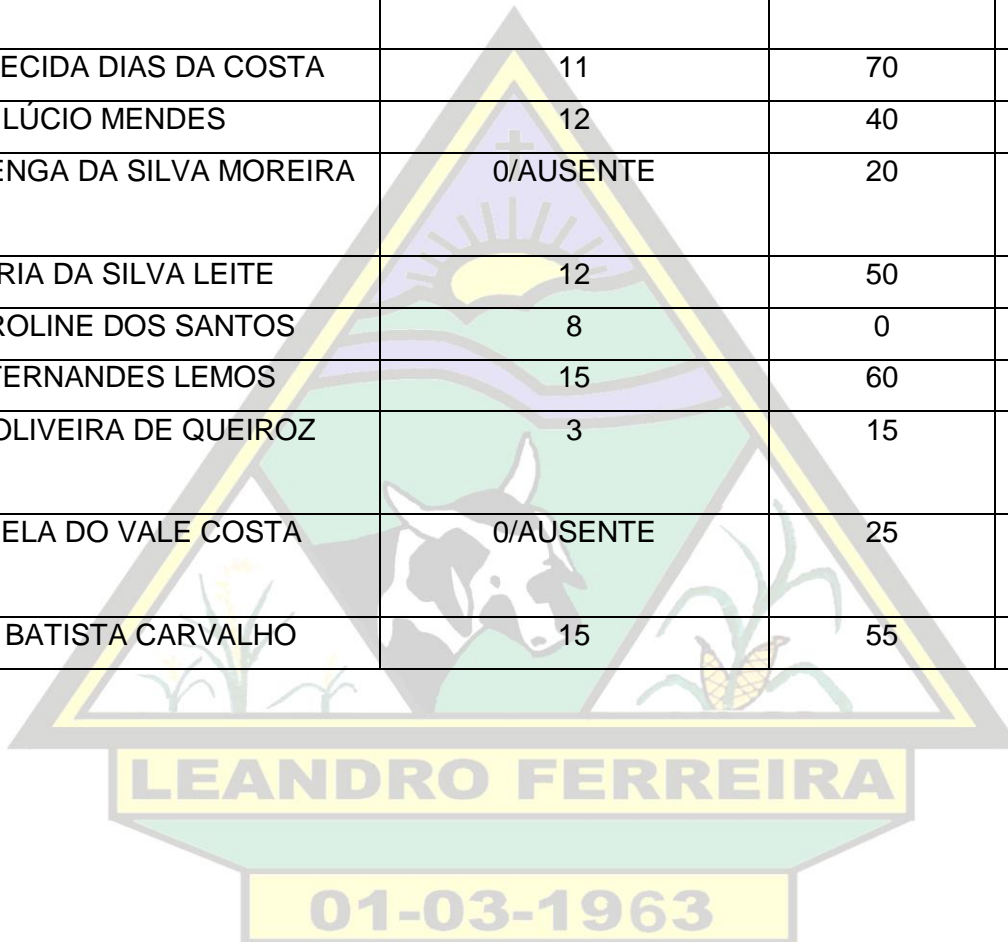 ECIDA DIAS DA COSTA 11 70
LÚCIO MENDES 12 40
ENGA DA SILVA MOREIRA 0/AUSENTE 20
RIA DA SILVA LEITE 12 50
ROLINE DOS SANTOS 8 0
FERNANDES LEMOS 15 60
OLIVEIRA DE QUEIROZ 3 15
ELA DO VALE COSTA 0/AUSENTE 25
BATISTA CARVALHO 15 55
LEANDRO FERREIRA
01-03-1963